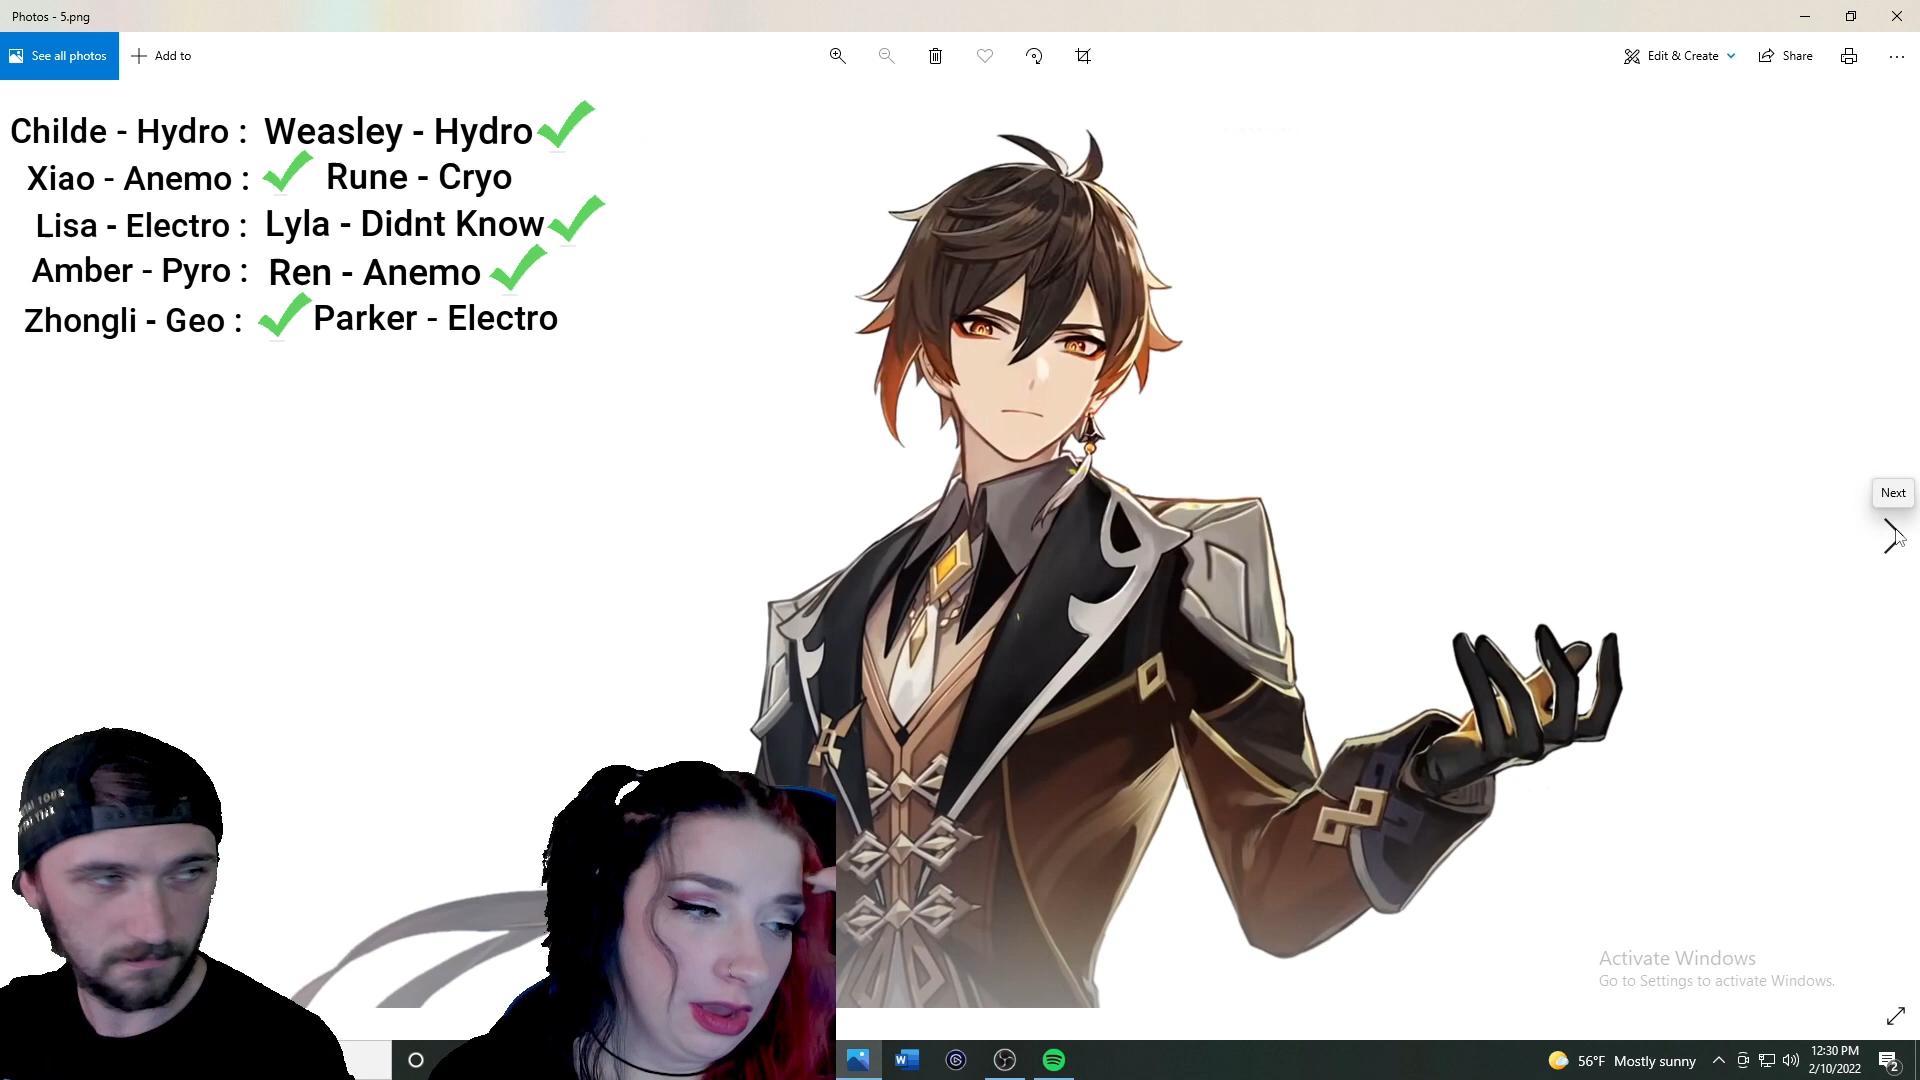 Photos - 5.png
See all photos
Add to
Edit & Create
Share
Childe - Hydro : Weasley - Hydro
Xiao - Anemo : Rune - Cryo
Lisa - Electro : Lyla - Didnt Know
Amber - Pyro : Ren - Anemo
Zhongli - Geo : Parker - Electro
Next
Activate Windows
Go to Settings to activate Windows.
56°F Mostly sunny
12:30 PM
2/10/2022
2